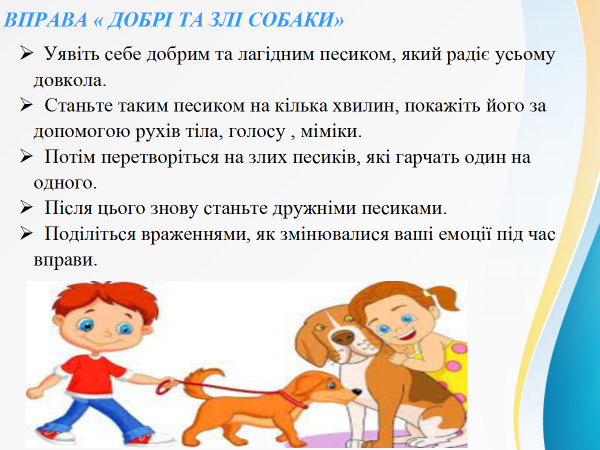 ВПРАВА « ДОБРІ ТА ЗЛІ СОБАКИ»
➢ Уявіть себе добрим та лагідним песиком, який радіє усьому
довкола.
➢ Станьте таким песиком на кілька хвилин, покажіть його за
допомогою рухів тіла, голосу , міміки.
➢ Потім перетворіться на злих песиків, які гарчать один на
одного.
➢ Після цього знову станьте дружніми песиками.
➢ Поділіться враженнями, як змінювалися ваші емоції під час
вправи.